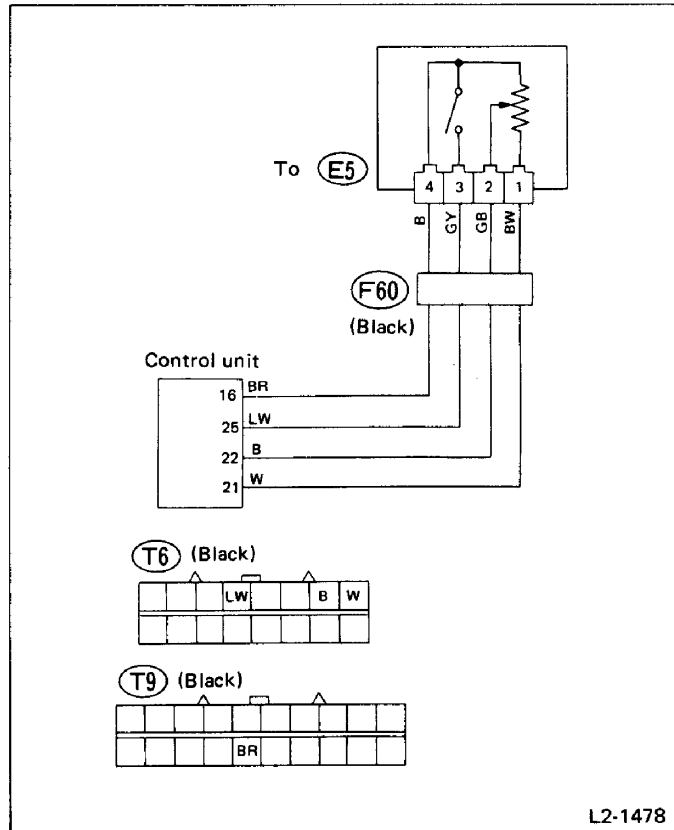 To E5
4 3 2 1
B GY GB BW
F60
(Black)
Control unit
16 BR
25 LW
22 B
21 W
T6 (Black)
LW B W
T9 (Black)
BR
L2-1478